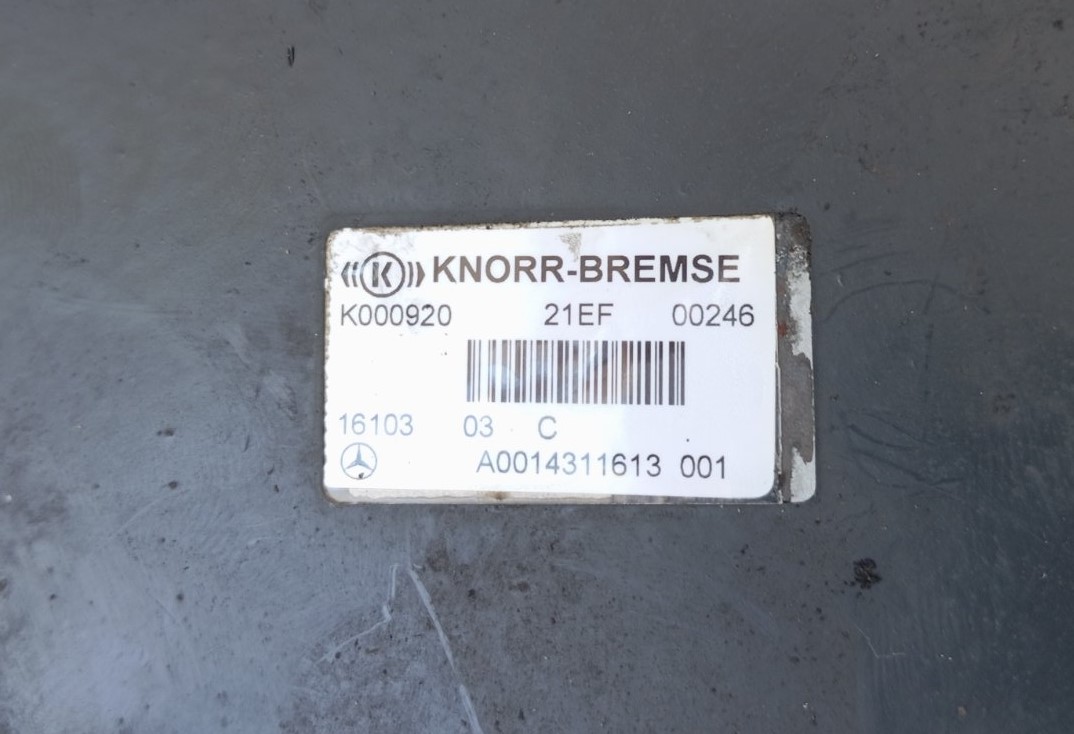 K KNORR-BREMSE
K000920 21EF 00246
16103 03 C
A0014311613 001